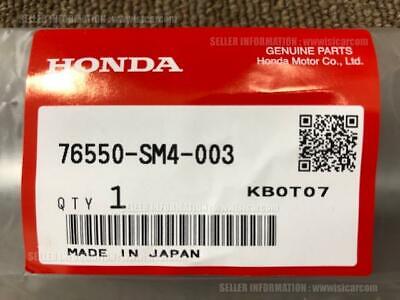 SELLER INFORMATION : wwwisicarcom
HONDA
GENUINE PARTS
Honda Motor Co., Ltd.
76550-SM4-003
QTY 1
KB0T07
MADE IN JAPAN
SELLER INFORMATION : wwwisicarcom